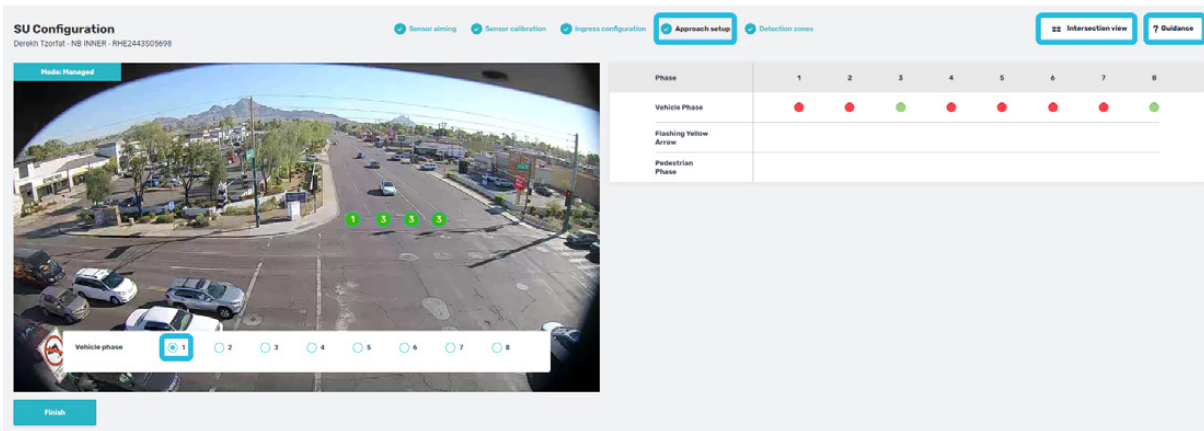 SU Configuration
Derekh Tzorfat - NB INNER - RHE2443S05698
Sensor aiming
Sensor calibration
Ingress configuration
Approach setup
Detection zones
Intersection view
? Guidance
Mode: Managed
1 3 3 3
Vehicle phase 1 2 3 4 5 6 7 8
Finish
Phase 1 2 3 4 5 6 7 8
Vehicle Phase
Flashing Yellow
Arrow
Pedestrian
Phase